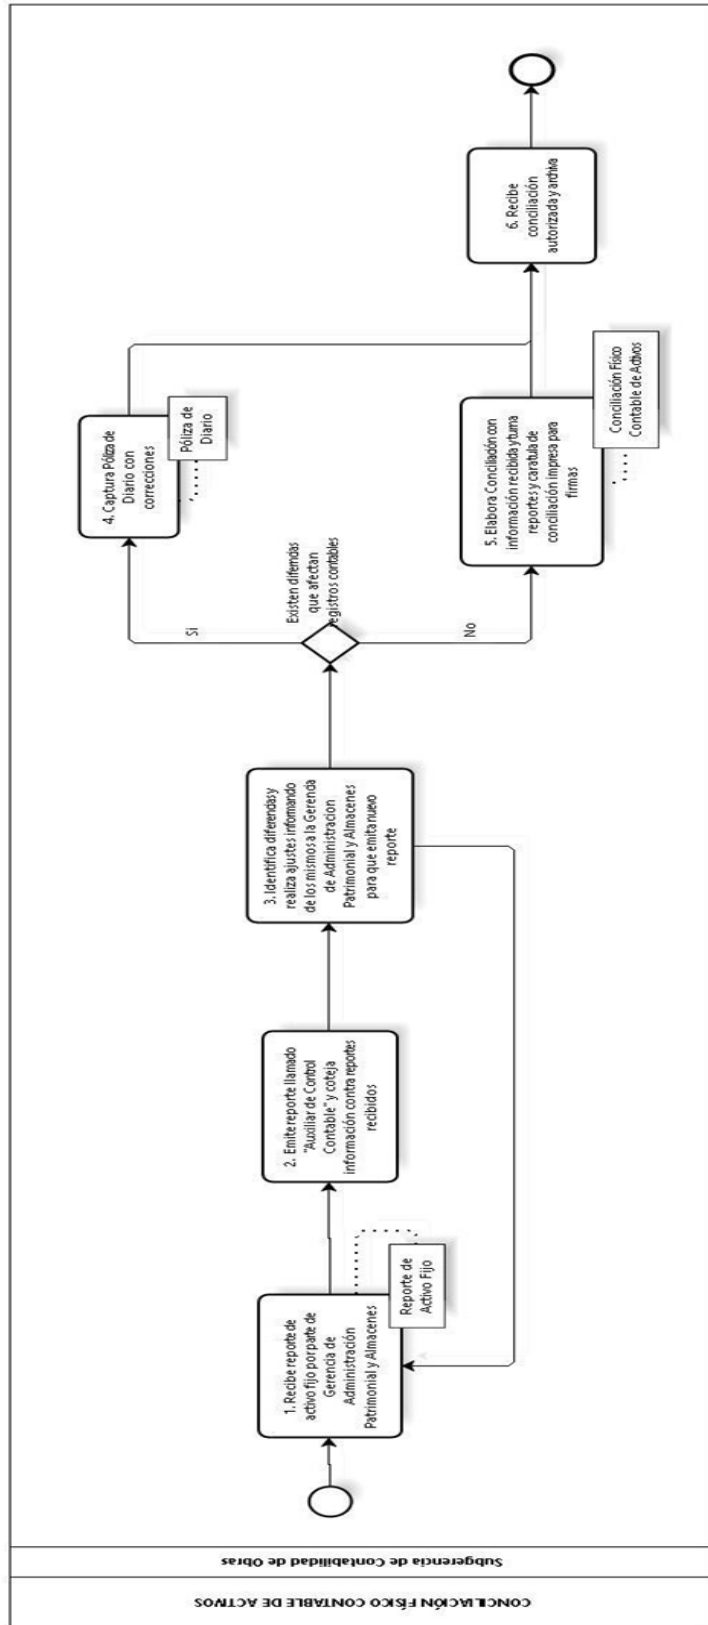 CONCILIACIÓN FÍSICO CONTABLE DE ACTIVOS
Subgerencia de Contabilidad de Obras
1. Recibe reporte de
activo fijo por parte de
Gerencia de
Administración
Patrimonial y Almacenes
Reporte de
Activo Fijo
2. Emite reporte llamado
"Auxiliar de Control
Contable" y coteja
información contra reportes
recibidos
3. Identifica diferencias y
realiza ajustes informando
de los mismos a la Gerencia
de Administracion
Patrimonial y Almacenes
para que emita nuevo
reporte
Existen diferencias
que afectan
registros contables
Si
No
4. Captura Póliza de
Diario con
correcciones
Póliza de
Diario
5. Elabora Conciliación con
información recibida y turna
reportes y caratula de
conciliación impresa para
firmas
Conciliación Físico
Contable de Activos
6. Recibe
conciliación
autorizada y archiva